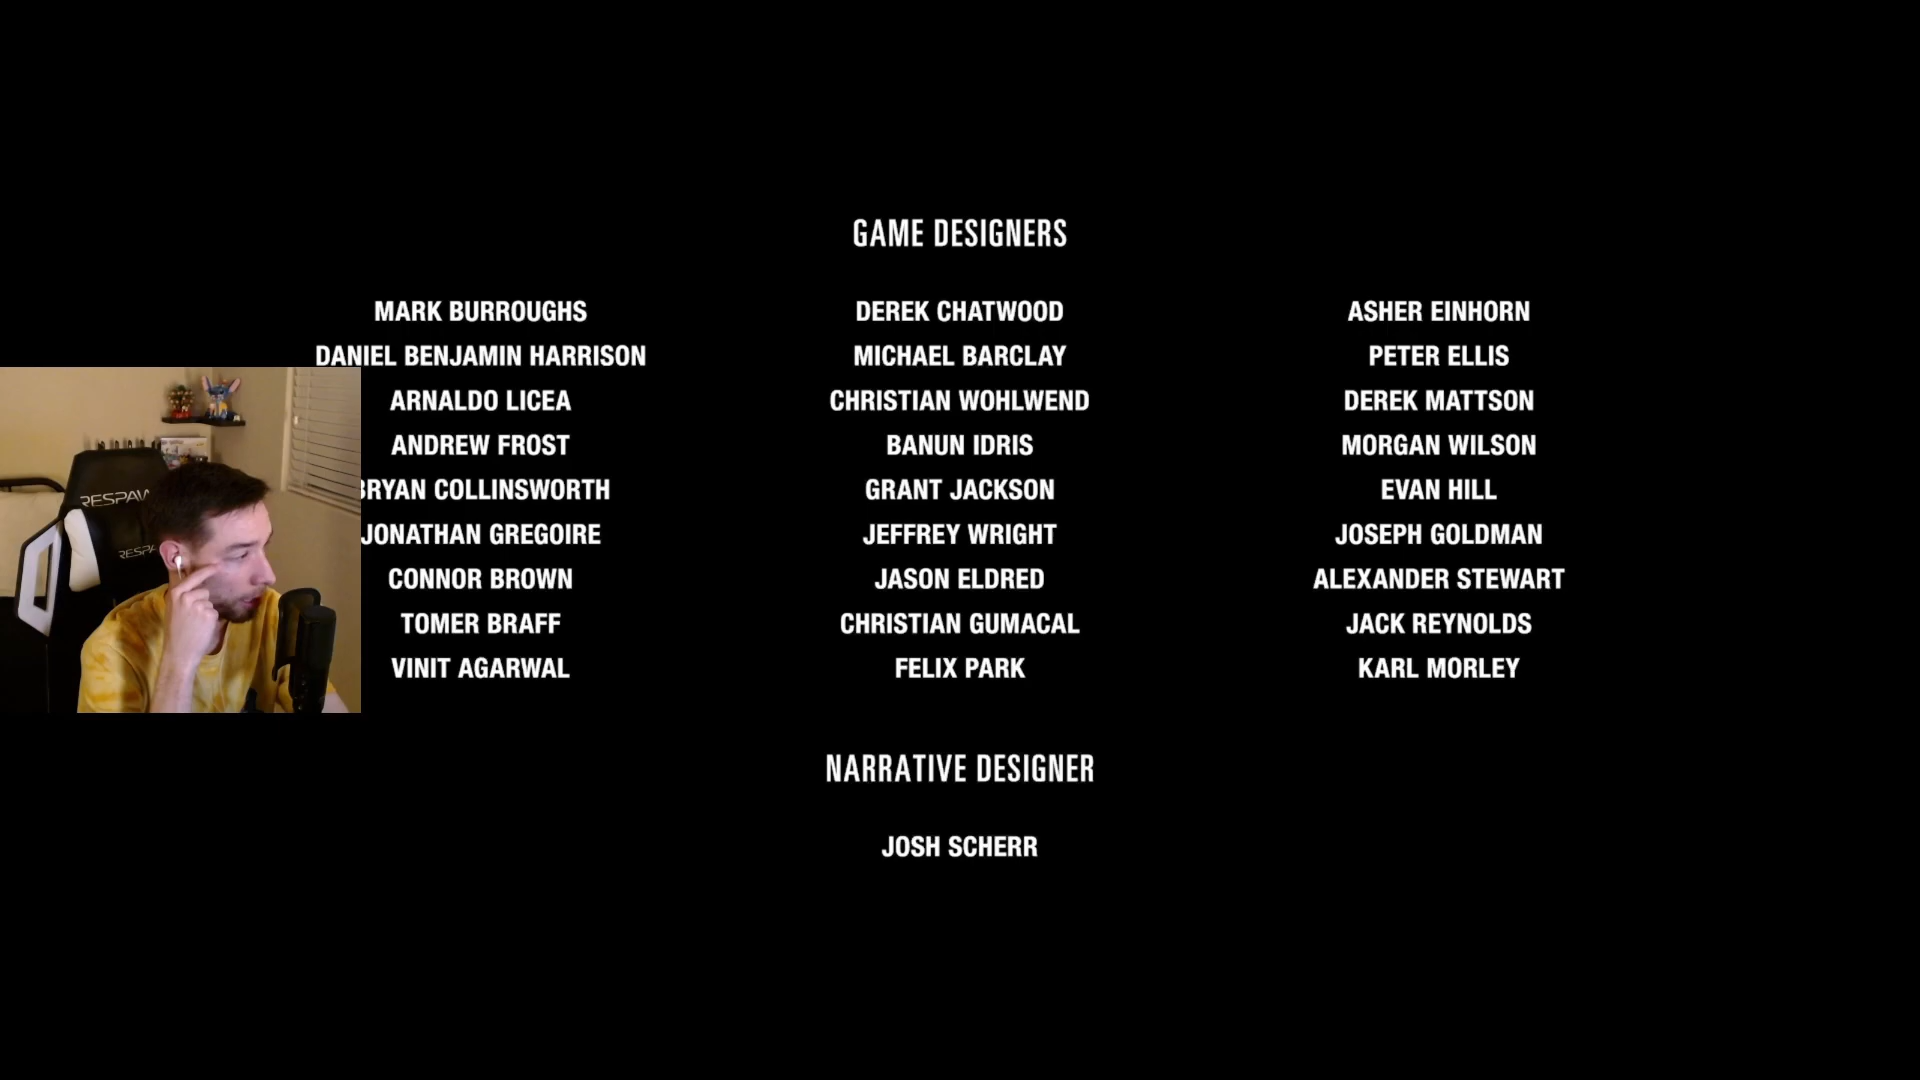 GAME DESIGNERS
MARK BURROUGHS
DEREK CHATWOOD
ASHER EINHORN
DANIEL BENJAMIN HARRISON
MICHAEL BARCLAY
PETER ELLIS
ARNALDO LICEA
CHRISTIAN WOHLWEND
DEREK MATTSON
ANDREW FROST
BANUN IDRIS
MORGAN WILSON
BRYAN COLLINSWORTH
GRANT JACKSON
EVAN HILL
JONATHAN GREGOIRE
JEFFREY WRIGHT
JOSEPH GOLDMAN
CONNOR BROWN
JASON ELDRED
ALEXANDER STEWART
TOMER BRAFF
CHRISTIAN GUMACAL
JACK REYNOLDS
VINIT AGARWAL
FELIX PARK
KARL MORLEY
NARRATIVE DESIGNER
JOSH SCHERR
RESPAW
RESPA